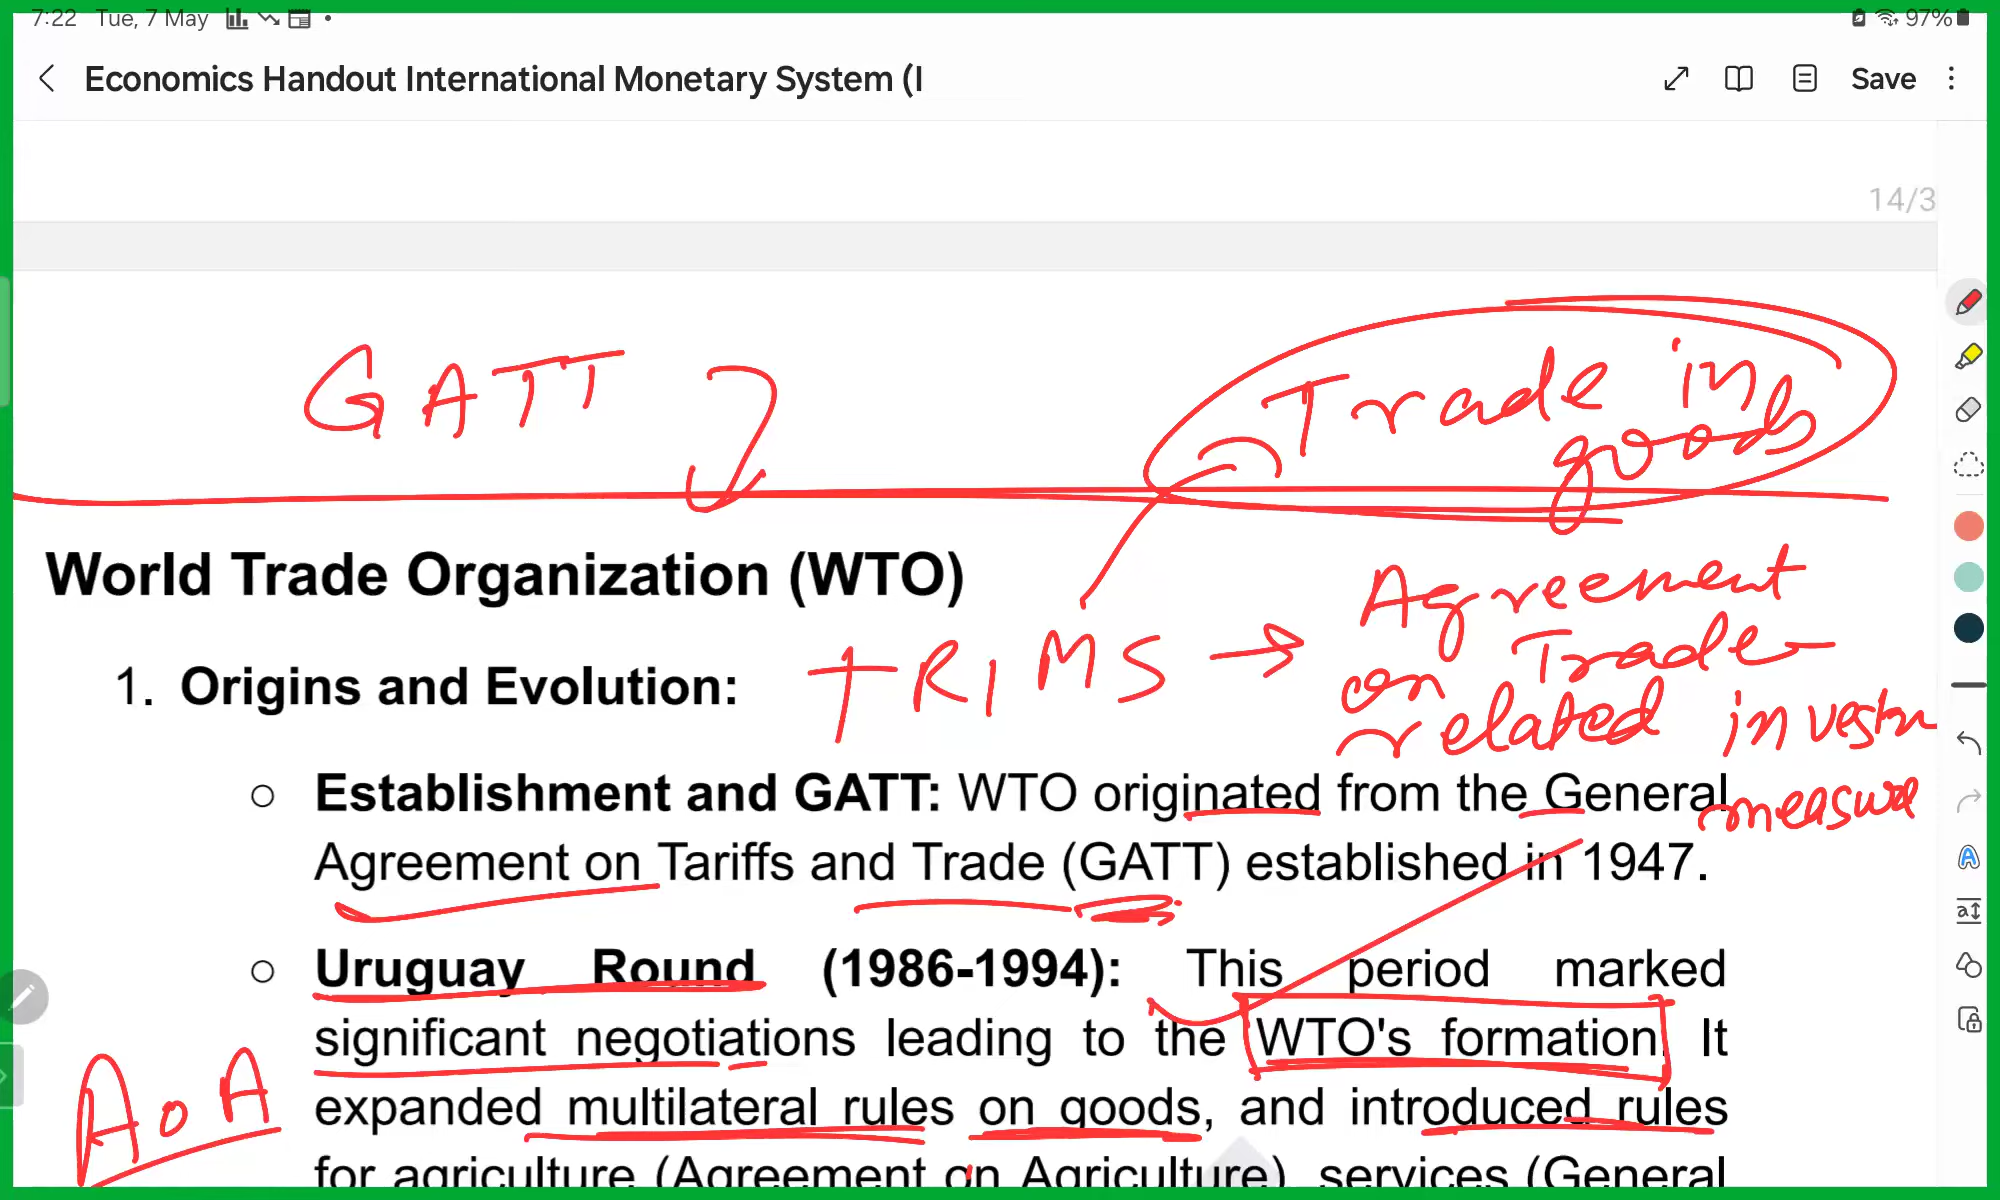 7:22 Tue, 7 May
97%
Economics Handout International Monetary System (I
Save
14/3
GATT
Trade in
goods
World Trade Organization (WTO)
Agreement
1. Origins and Evolution:
TRIMS → on Trade
related
measure
○ Establishment and GATT: WTO originated from the General
Agreement on Tariffs and Trade (GATT) established in 1947.
○ Uruguay Round (1986-1994): This period marked
significant negotiations leading to the WTO's formation. It
AoA
expanded multilateral rules on goods, and introduced rules
for agriculture (Agreement on Agriculture), services (General